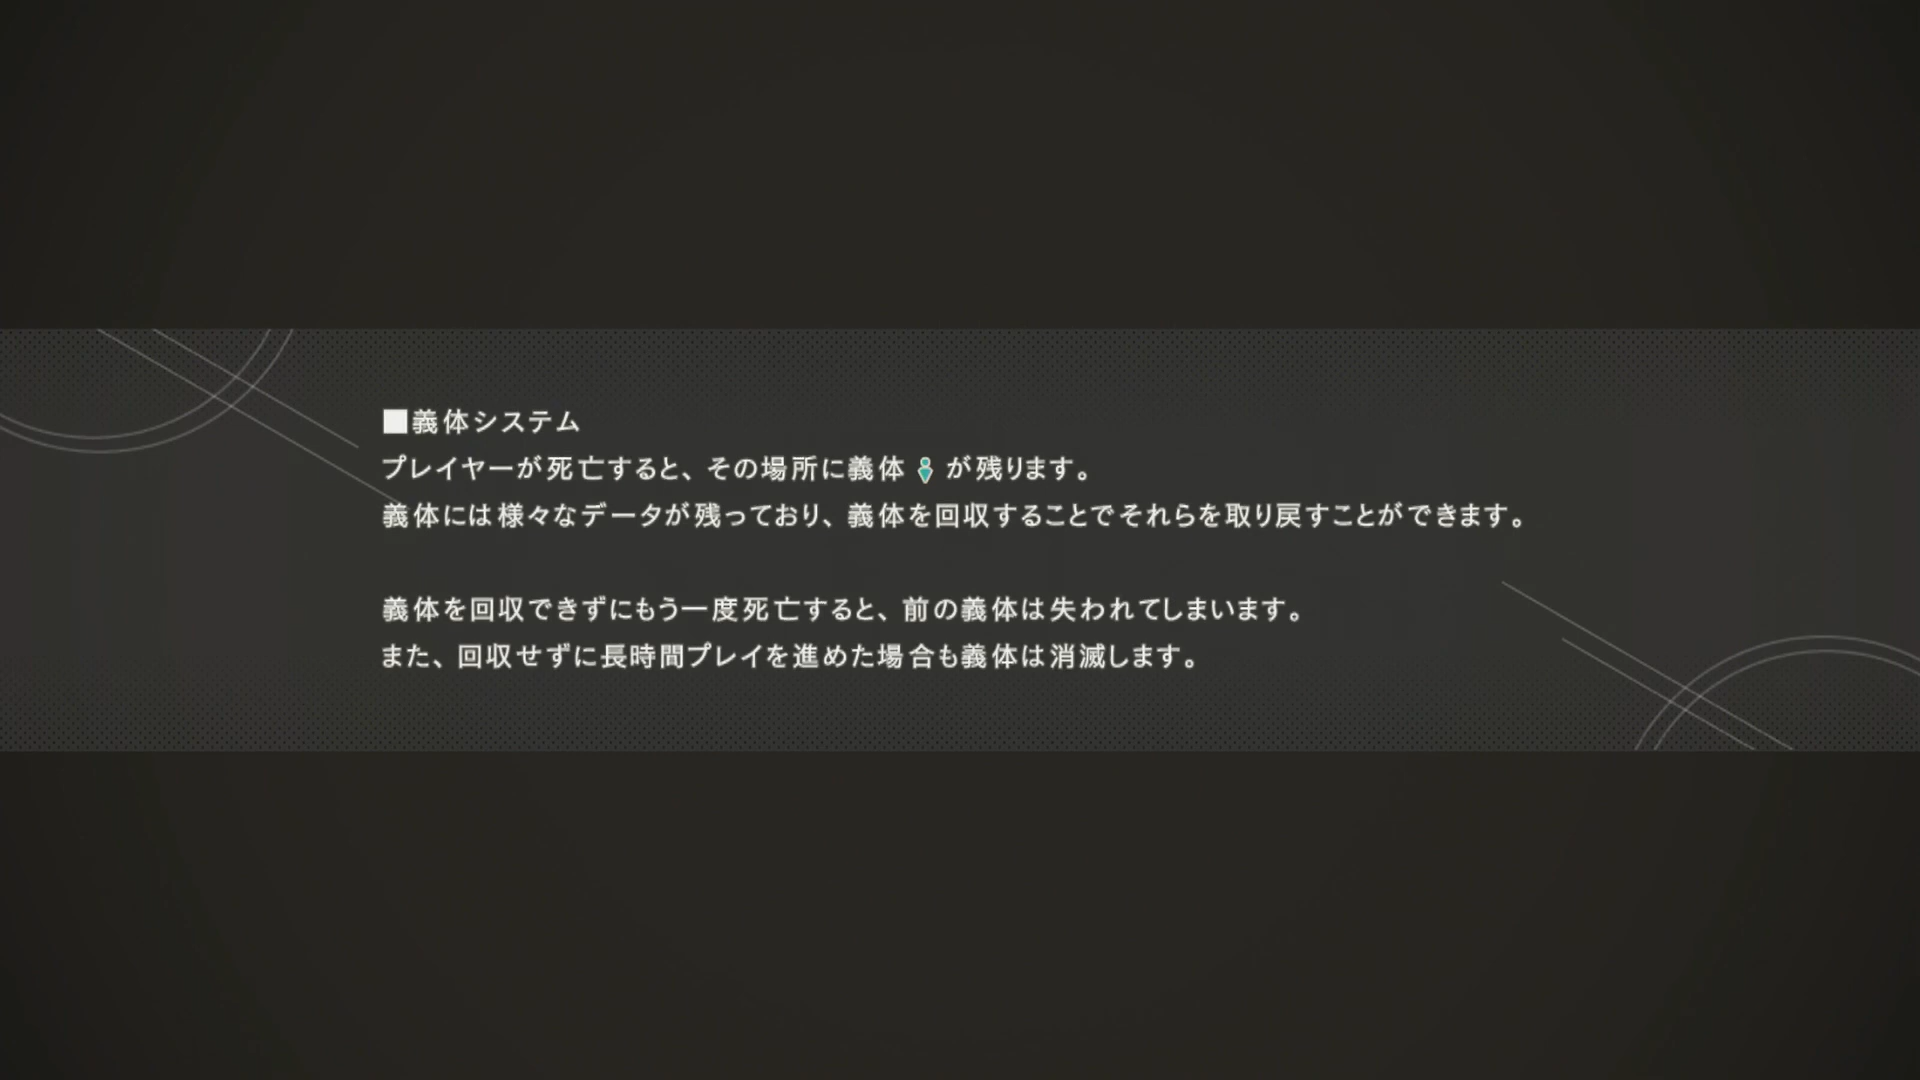 ■義体システム
プレイヤーが死亡すると、その場所に義体 が残ります。
義体には様々なデータが残っており、義体を回収することでそれらを取り戻すことができます。
義体を回収できずにもう一度死亡すると、前の義体は失われてしまいます。
また、回収せずに長時間プレイを進めた場合も義体は消滅します。